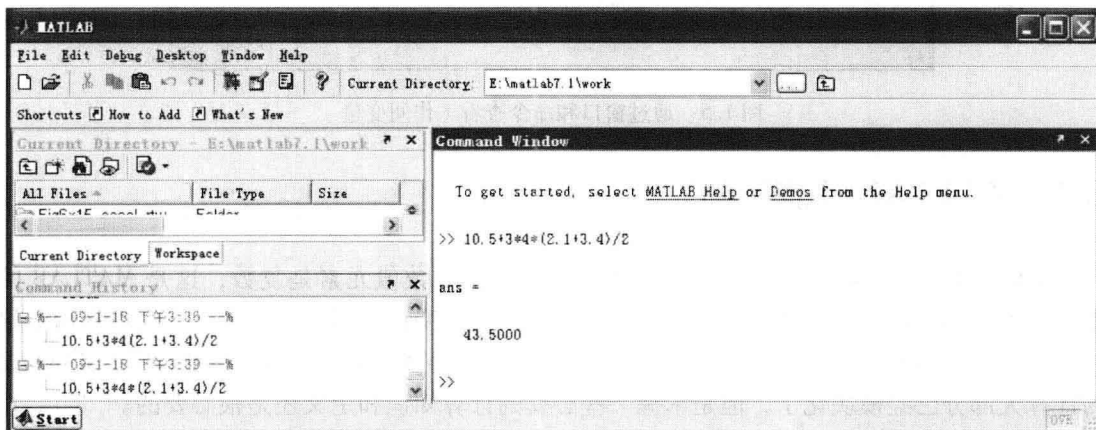 MATLAB
File Edit Debug Desktop Window Help
Current Directory: E:\matlab7.1\work
Shortcuts How to Add What's New
Current Directory - E:\matlab7.1\work
All Files File Type Size
Folder
Current Directory Workspace
Command History
%-- 09-1-18 下午3:36 --%
10.5+3*4(2.1+3.4)/2
%-- 09-1-18 下午3:39 --%
10.5+3*4*(2.1+3.4)/2
Start
Command Window
To get started, select MATLAB Help or Demos from the Help menu.
>> 10.5+3*4*(2.1+3.4)/2
ans =
43.5000
>>
OVR